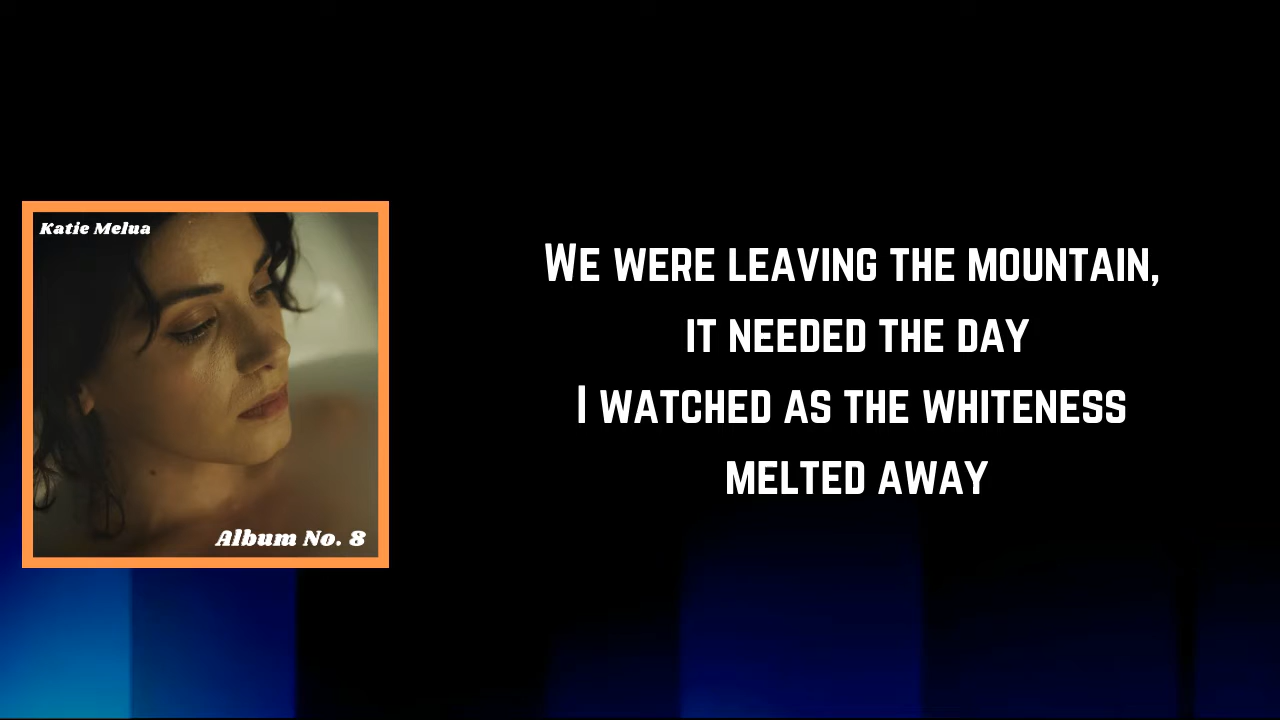 Katie Melua
Album No. 8
We were leaving the mountain,
it needed the day
I watched as the whiteness
melted away